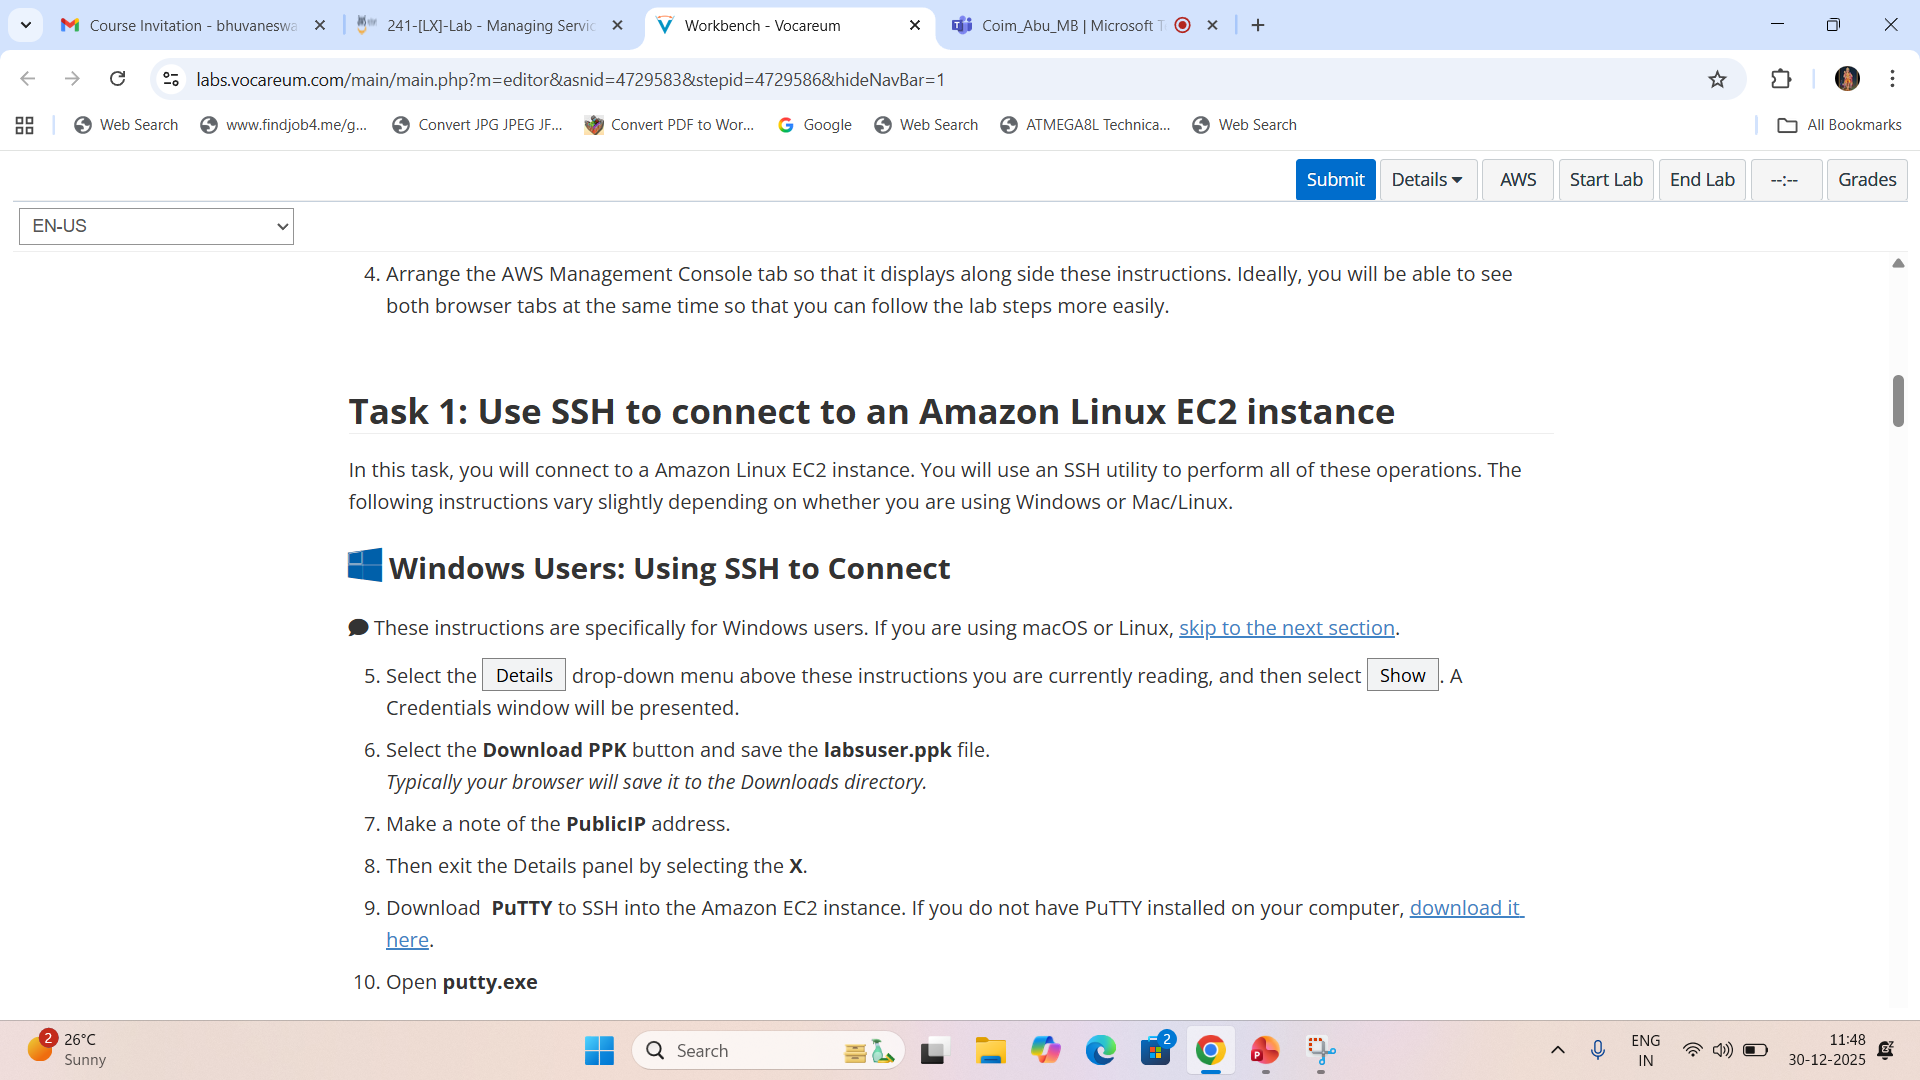 Course Invitation - bhuvaneswa
241-[LX]-Lab - Managing Servic
Workbench - Vocareum
Coim_Abu_MB | Microsoft T
labs.vocareum.com/main/main.php?m=editor&asnid=4729583&stepid=4729586&hideNavBar=1
Web Search
www.findjob4.me/g...
Convert JPG JPEG JF...
Convert PDF to Wor...
Google
Web Search
ATMEGA8L Technica...
Web Search
All Bookmarks
Submit
Details
AWS
Start Lab
End Lab
--:--
Grades
EN-US
4. Arrange the AWS Management Console tab so that it displays along side these instructions. Ideally, you will be able to see
both browser tabs at the same time so that you can follow the lab steps more easily.
Task 1: Use SSH to connect to an Amazon Linux EC2 instance
In this task, you will connect to a Amazon Linux EC2 instance. You will use an SSH utility to perform all of these operations. The
following instructions vary slightly depending on whether you are using Windows or Mac/Linux.
Windows Users: Using SSH to Connect
These instructions are specifically for Windows users. If you are using macOS or Linux, skip to the next section.
5. Select the Details drop-down menu above these instructions you are currently reading, and then select Show. A
Credentials window will be presented.
6. Select the Download PPK button and save the labsuser.ppk file.
Typically your browser will save it to the Downloads directory.
7. Make a note of the PublicIP address.
8. Then exit the Details panel by selecting the X.
9. Download PuTTY to SSH into the Amazon EC2 instance. If you do not have PuTTY installed on your computer, download it
here.
10. Open putty.exe
2
26°C
Sunny
Search
2
ENG
IN
11:48
30-12-2025